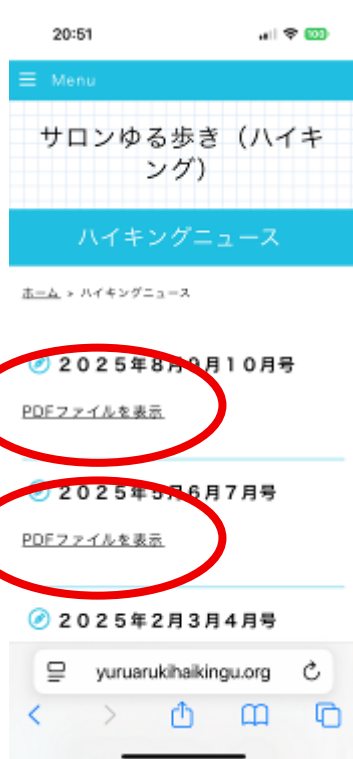 20:51
100
Menu
サロンゆる歩き（ハイキ
ング）
ハイキングニュース
ホーム > ハイキングニュース
2025年8月9月10月号
PDFファイルを表示
2025年5月6月7月号
PDFファイルを表示
2025年2月3月4月号
yuruarukihaikingu.org